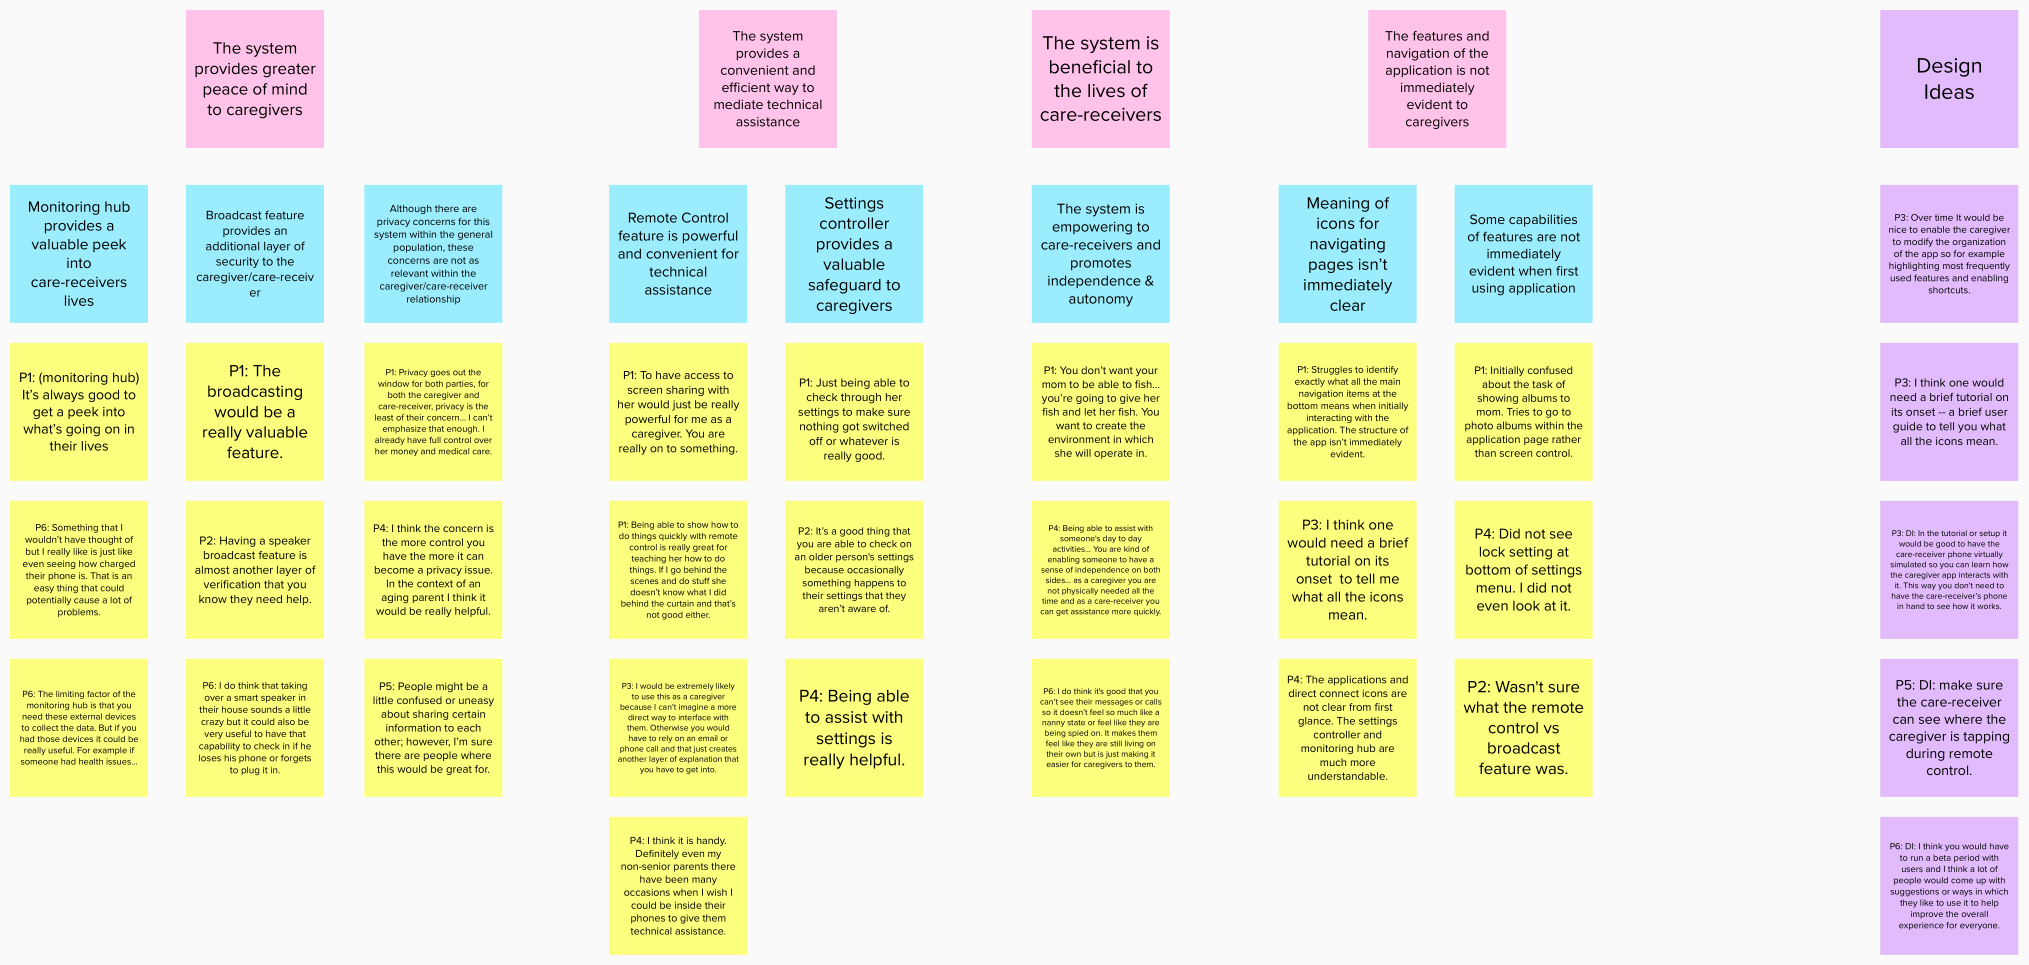 The system
provides greater
peace of mind
to caregivers
The system
provides a
convenient and
efficient way to
mediate technical
assistance
The system is
beneficial to
the lives of
care-receivers
The features and
navigation of the
application is not
immediately
evident to
caregivers
Design
Ideas
Monitoring hub
provides a
valuable peek
into
care-receivers
lives
Broadcast feature
provides an
additional layer of
security to the
caregiver/care-receiv
er
Although there are
privacy concerns for this
system within the general
population, these
concerns are not as
relevant within the
caregiver/care-receiver
relationship
Remote Control
feature is powerful
and convenient for
technical
assistance
Settings
controller
provides a
valuable
safeguard to
caregivers
The system is
empowering to
care-receivers and
promotes
independence &
autonomy
Meaning of
icons for
navigating
pages isn't
immediately
clear
Some capabilities
of features are not
immediately
evident when first
using application
P3: Over time It would be
nice to enable the caregiver
to modify the organization
of the app so for example
highlighting most frequently
used features and enabling
shortcuts.
P1: (monitoring hub)
It's always good to
get a peek into
what's going on in
their lives
P1: The
broadcasting
would be a
really valuable
feature.
P1: Privacy goes out the
window for both parties, for
both the caregiver and
care-receiver, privacy is the
least of their concern... I can't
emphasize that enough. I
already have full control over
her money and medical care.
P1: To have access to
screen sharing with
her would just be really
powerful for me as a
caregiver. You are
really on to something.
P1: Just being able to
check through her
settings to make sure
nothing got switched
off or whatever is
really good.
P1: You don't want your
mom to be able to fish...
you're going to give her
fish and let her fish. You
want to create the
environment in which
she will operate in.
P1: Struggles to identify
exactly what all the main
navigation items at the
bottom means when initially
interacting with the
application. The structure of
the app isn't immediately
evident.
P1: Initially confused
about the task of
showing albums to
mom. Tries to go to
photo albums within the
application page rather
than screen control.
P3: I think one would
need a brief tutorial on
its onset -- a brief user
guide to tell you what
all the icons mean.
P6: Something that I
wouldn't have thought of
but I really like is just like
even seeing how charged
their phone is. That is an
easy thing that could
potentially cause a lot of
problems.
P2: Having a speaker
broadcast feature is
almost another layer of
verification that you
know they need help.
P4: I think the concern is
the more control you
have the more it can
become a privacy issue.
In the context of an
aging parent I think it
would be really helpful.
P1: Being able to show how to
do things quickly with remote
control is really great for
teaching her how to do
things. If I go behind the
scenes and do stuff she
doesn't know what I did
behind the curtain and that's
not good either.
P2: It's a good thing that
you are able to check on
an older person's settings
because occasionally
something happens to
their settings that they
aren't aware of.
P4: Being able to assist with
someone's day to day
activities... You are kind of
enabling someone to have a
sense of independence on both
sides... as a caregiver you are
not physically needed all the
time and as a care-receiver you
can get assistance more quickly.
P3: I think one
would need a brief
tutorial on its
onset to tell me
what all the icons
mean.
P4: Did not see
lock setting at
bottom of settings
menu. I did not
even look at it.
P3: DI: In the tutorial or setup it
would be good to have the
care-receiver phone virtually
simulated so you can learn how
the caregiver app interacts with
it. This way you don't need to
have the care-receiver's phone
in hand to see how it works.
P6: The limiting factor of the
monitoring hub is that you
need these external devices
to collect the data. But if you
had those devices it could be
really useful. For example if
someone had health issues...
P6: I do think that taking
over a smart speaker in
their house sounds a little
crazy but it could also be
very useful to have that
capability to check in if he
loses his phone or forgets
to plug it in.
P5: People might be a
little confused or uneasy
about sharing certain
information to each
other; however, I'm sure
there are people where
this would be great for.
P3: I would be extremely likely
to use this as a caregiver
because I can't imagine a more
direct way to interface with
them. Otherwise you would
have to rely on an email or
phone call and that just creates
another layer of explanation that
you have to get into.
P4: Being able
to assist with
settings is
really helpful.
P6: I do think it's good that you
can't see their messages or calls
so it doesn't feel so much like a
nanny state or feel like they are
being spied on. It makes them
feel like they are still living on
their own but is just making it
easier for caregivers to them.
P4: The applications and
direct connect icons are
not clear from first
glance. The settings
controller and
monitoring hub are
much more
understandable.
P2: Wasn't sure
what the remote
control vs
broadcast
feature was.
P5: DI: make sure
the care-receiver
can see where the
caregiver is tapping
during remote
control.
P4: I think it is handy.
Definitely even my
non-senior parents there
have been many
occasions when I wish I
could be inside their
phones to give them
technical assistance.
P6: DI: I think you would have
to run a beta period with
users and I think a lot of
people would come up with
suggestions or ways in which
they like to use it to help
improve the overall
experience for everyone.